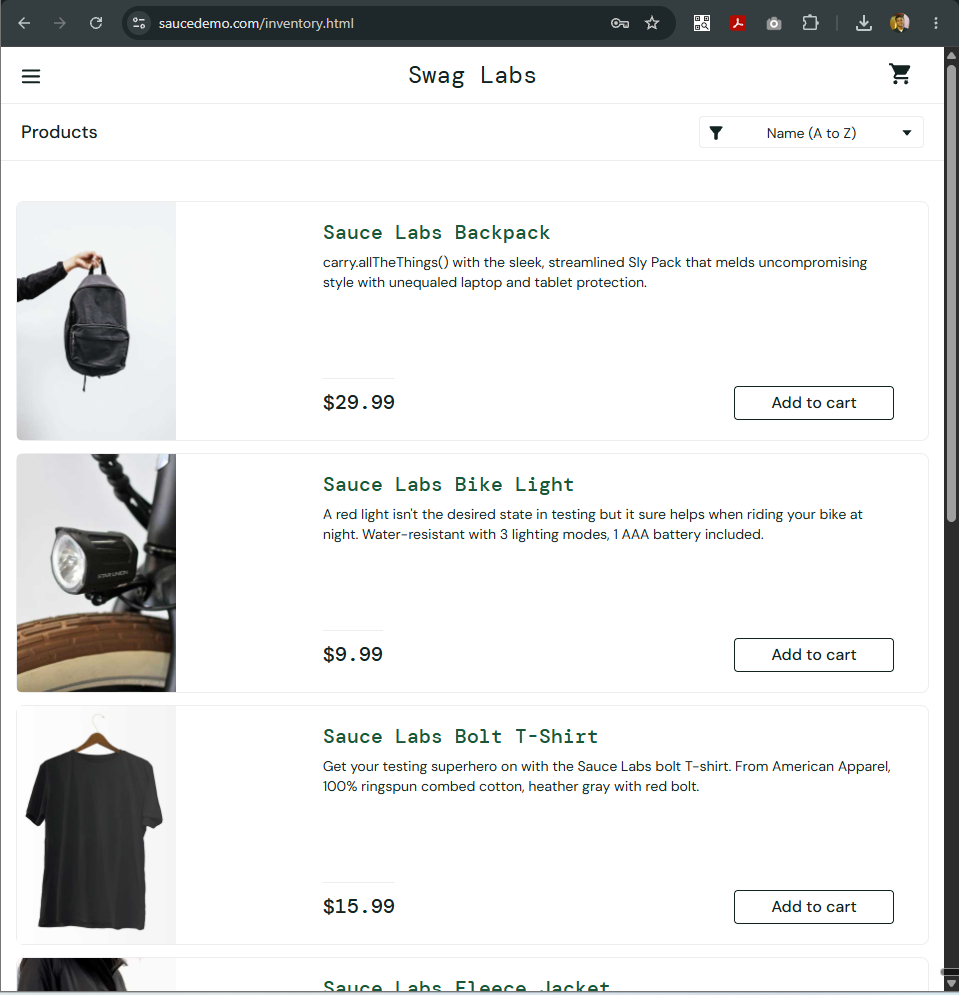 saucedemo.com/inventory.html
Swag Labs
Products
Name (A to Z)
Sauce Labs Backpack
carry.allTheThings() with the sleek, streamlined Sly Pack that melds uncompromising
style with unequaled laptop and tablet protection.
$29.99
Add to cart
Sauce Labs Bike Light
A red light isn't the desired state in testing but it sure helps when riding your bike at
night. Water-resistant with 3 lighting modes, 1 AAA battery included.
$9.99
Add to cart
Sauce Labs Bolt T-Shirt
Get your testing superhero on with the Sauce Labs bolt T-shirt. From American Apparel,
100% ringspun combed cotton, heather gray with red bolt.
$15.99
Add to cart
Sauce Labs Fleece Jacket